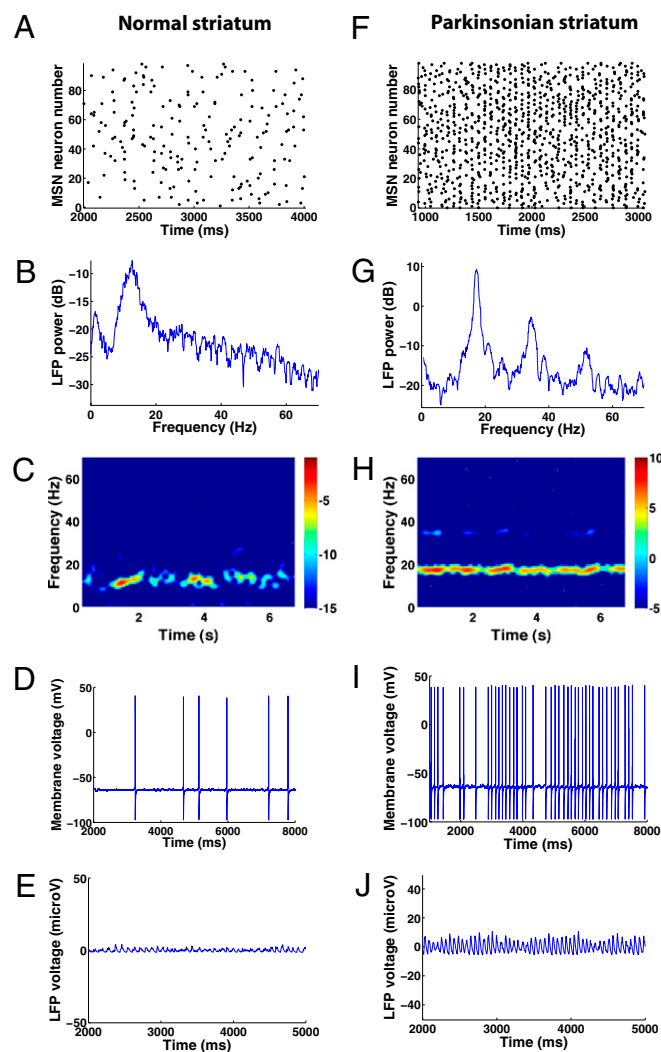 Normal striatum
Parkinsonian striatum
A
MSN neuron number
80
60
40
20
0
2000 2500 3000 3500 4000
Time (ms)
F
MSN neuron number
80
60
40
20
0
1000 1500 2000 2500 3000
Time (ms)
B
LFP power (dB)
−10
−15
−20
−25
−30
0 20 40 60
Frequency (Hz)
G
LFP power (dB)
10
0
−10
−20
0 20 40 60
Frequency (Hz)
C
Frequency (Hz)
60
40
20
0
2 4 6
Time (s)
-5
-10
-15
H
Frequency (Hz)
60
40
20
0
2 4 6
Time (s)
10
5
0
-5
D
Membrane voltage (mV)
50
0
−50
−100
2000 4000 6000 8000
Time (ms)
I
Membrane voltage (mV)
50
0
−50
−100
2000 4000 6000 8000
Time (ms)
E
LFP voltage (microV)
50
0
−50
2000 3000 4000 5000
Time (ms)
J
LFP voltage (microV)
40
20
0
−20
−40
2000 3000 4000 5000
Time (ms)